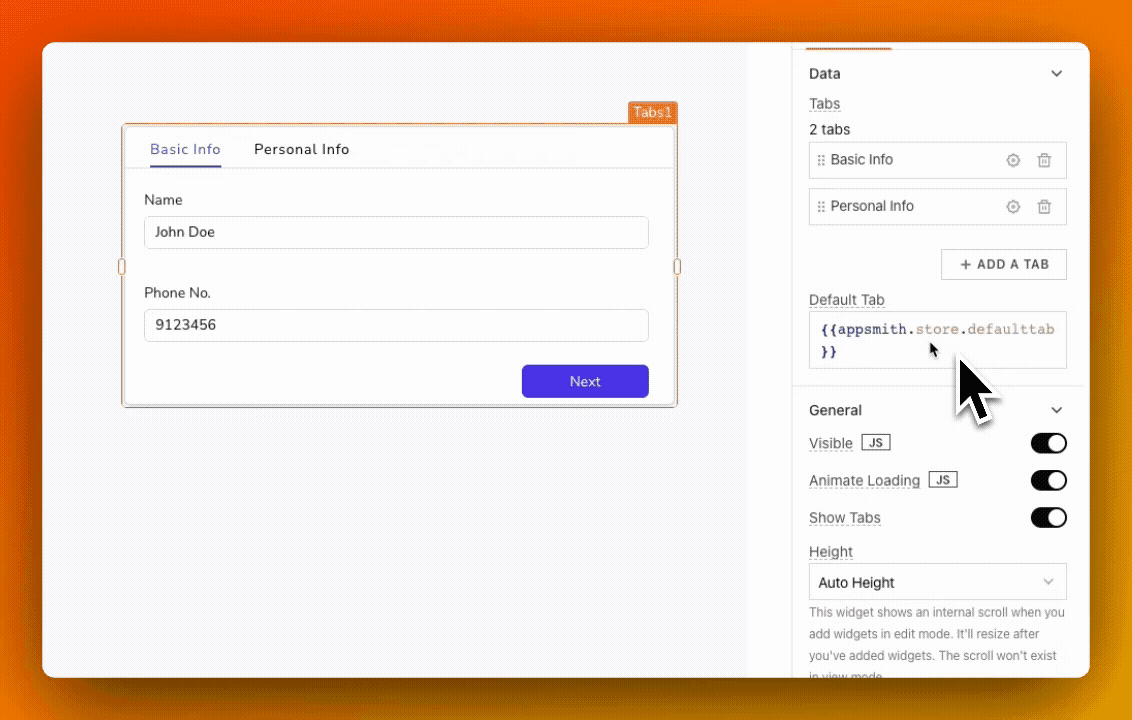 Tabs1
Basic Info Personal Info
Name
John Doe
Phone No.
9123456
Next
Data
Tabs
2 tabs
Basic Info
Personal Info
+ ADD A TAB
Default Tab
{{appsmith.store.defaulttab
}}
General
Visible JS
Animate Loading JS
Show Tabs
Height
Auto Height
This widget shows an internal scroll when you
add widgets in edit mode. It'll resize after
you've added widgets. The scroll won't exist
in view mode.